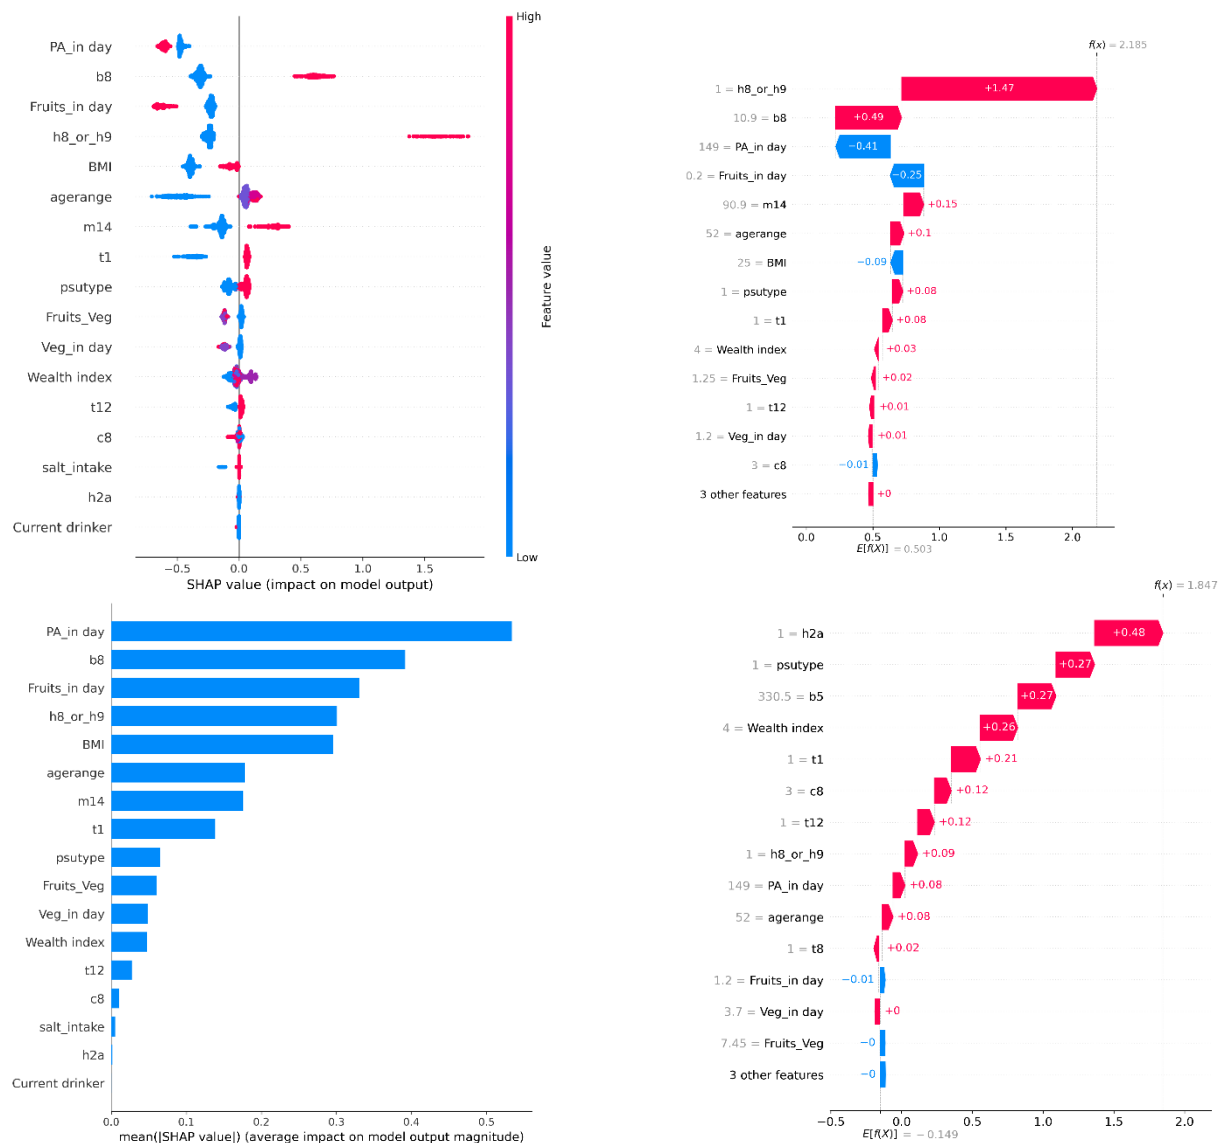 High
PA_in day
b8
Fruits_in day
h8_or_h9
BMI
agerange
m14
t1
psutype
Fruits_Veg
Veg_in day
Wealth index
t12
c8
salt_intake
h2a
Current drinker
Low
Feature value
−0.5 0.0 0.5 1.0 1.5
SHAP value (impact on model output)
f(x) = 2.185
1 = h8_or_h9 +1.47
10.9 = b8 +0.49
149 = PA_in day −0.41
0.2 = Fruits_in day −0.25
90.9 = m14 +0.15
52 = agerange +0.1
25 = BMI −0.09
1 = psutype +0.08
1 = t1 +0.08
4 = Wealth index +0.03
1.25 = Fruits_Veg +0.02
1 = t12 +0.01
1.2 = Veg_in day +0.01
3 = c8 −0.01
3 other features +0
0.0 0.5 1.0 1.5 2.0
E[f(X)] = 0.503
PA_in day
b8
Fruits_in day
h8_or_h9
BMI
agerange
m14
t1
psutype
Fruits_Veg
Veg_in day
Wealth index
t12
c8
salt_intake
h2a
Current drinker
0.0 0.1 0.2 0.3 0.4 0.5
mean(|SHAP value|) (average impact on model output magnitude)
f(x) = 1.847
1 = h2a +0.48
1 = psutype +0.27
330.5 = b5 +0.27
4 = Wealth index +0.26
1 = t1 +0.21
3 = c8 +0.12
1 = t12 +0.12
1 = h8_or_h9 +0.09
149 = PA_in day +0.08
52 = agerange +0.08
1 = t8 +0.02
1.2 = Fruits_in day −0.01
3.7 = Veg_in day +0
7.45 = Fruits_Veg −0
3 other features −0
−0.5 0.0 0.5 1.0 1.5 2.0
E[f(X)] = −0.149